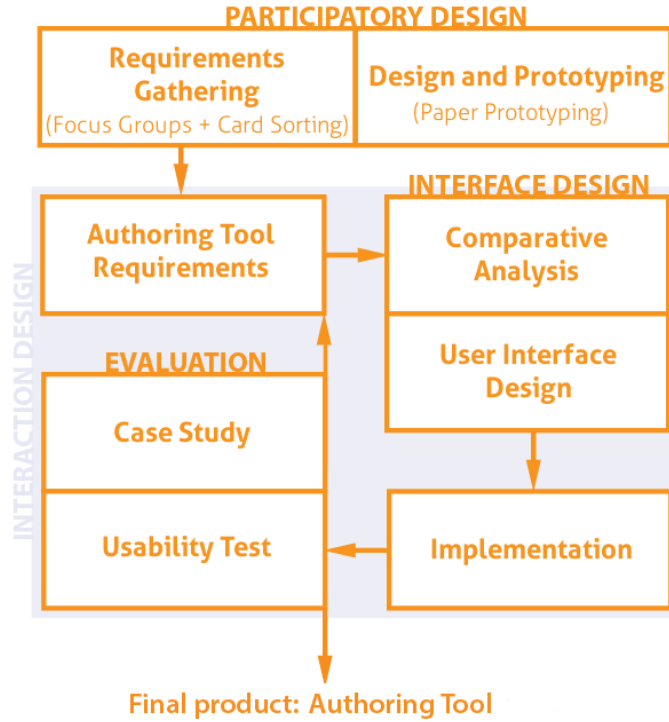 PARTICIPATORY DESIGN
Requirements
Gathering
(Focus Groups + Card Sorting)
Design and Prototyping
(Paper Prototyping)
INTERACTION DESIGN
Authoring Tool
Requirements
INTERFACE DESIGN
Comparative
Analysis
User Interface
Design
EVALUATION
Case Study
Usability Test
Implementation
Final product: Authoring Tool